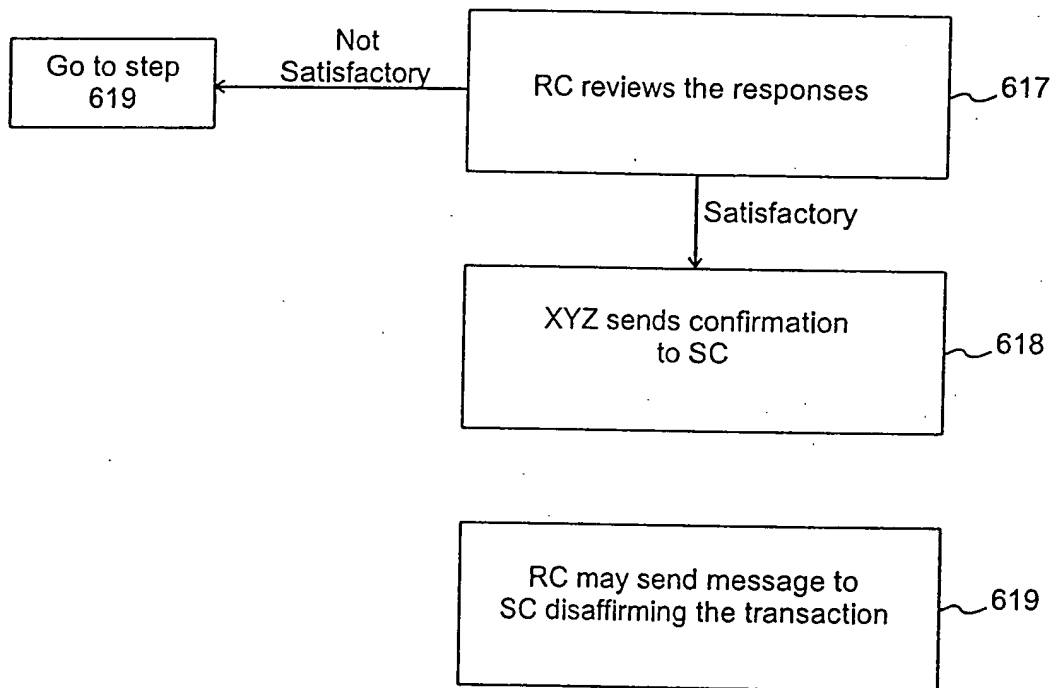 Go to step
619
Not
Satisfactory
RC reviews the responses
617
Satisfactory
XYZ sends confirmation
to SC
618
RC may send message to
SC disaffirming the transaction
619